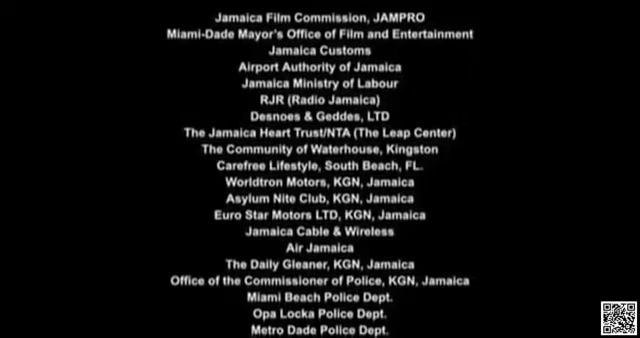 Jamaica Film Commission, JAMPRO
Miami-Dade Mayor's Office of Film and Entertainment
Jamaica Customs
Airport Authority of Jamaica
Jamaica Ministry of Labour
RJR (Radio Jamaica)
Desnoes & Geddes, LTD
The Jamaica Heart Trust/NTA (The Leap Center)
The Community of Waterhouse, Kingston
Carefree Lifestyle, South Beach, FL.
Worldtron Motors, KGN, Jamaica
Asylum Nite Club, KGN, Jamaica
Euro Star Motors LTD, KGN, Jamaica
Jamaica Cable & Wireless
Air Jamaica
The Daily Gleaner, KGN, Jamaica
Office of the Commissioner of Police, KGN, Jamaica
Miami Beach Police Dept.
Opa Locka Police Dept.
Metro Dade Police Dept.